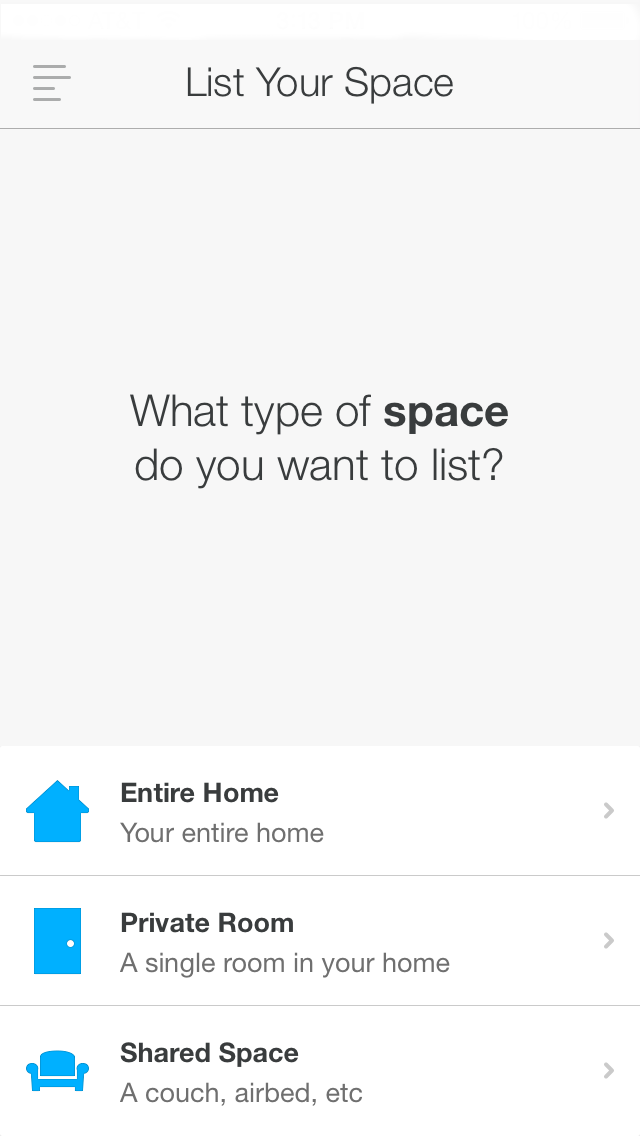 List Your Space
What type of space
do you want to list?
Entire Home
Your entire home
Private Room
A single room in your home
Shared Space
A couch, airbed, etc